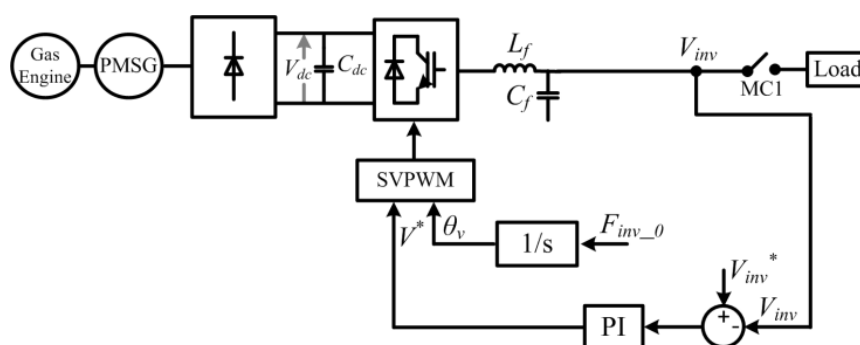 Gas
Engine
PMSG
V_dc
C_dc
L_f
C_f
V_inv
MC1
Load
SVPWM
V*
θ_v
1/s
F_inv_0
V_inv*
+
-
V_inv
PI